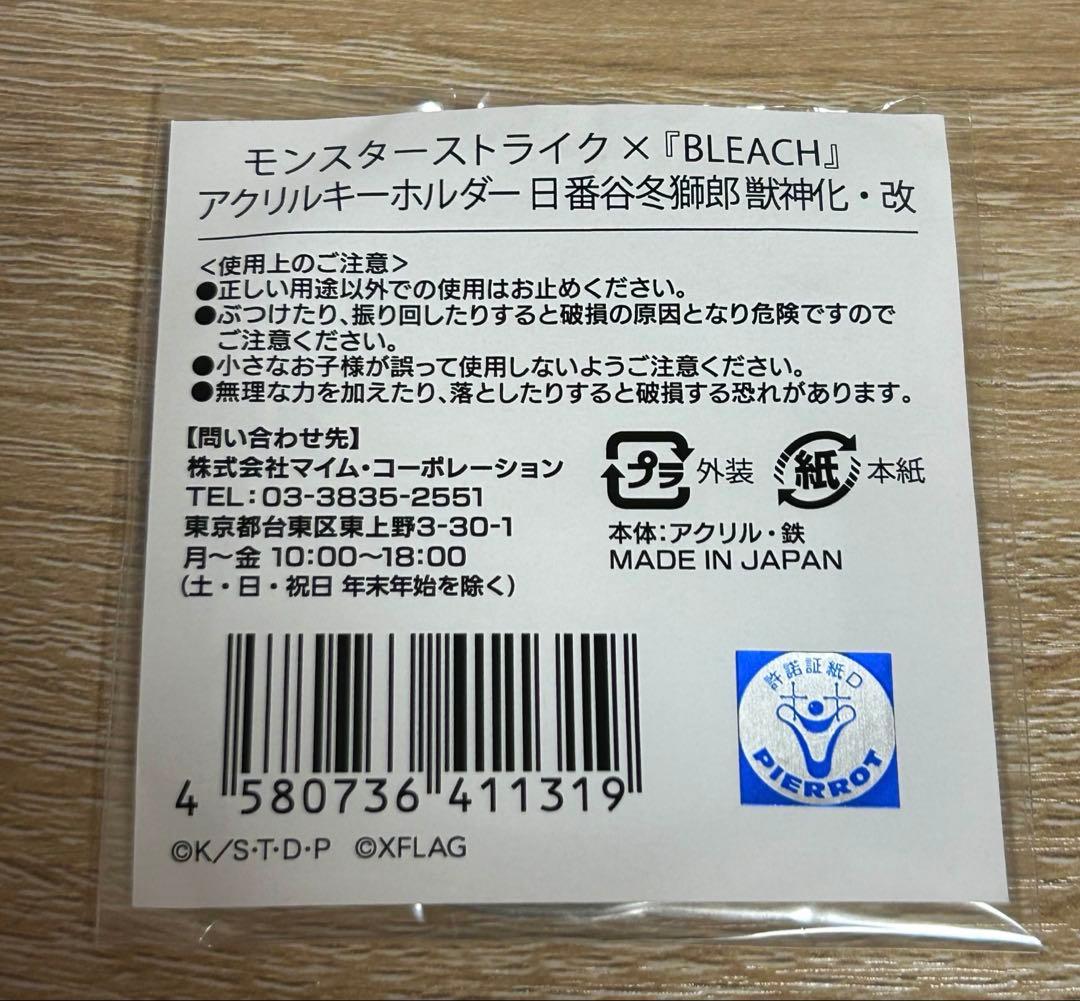 モンスターストライク×『BLEACH』
アクリルキーホルダー 日番谷冬獅郎 獣神化・改
＜使用上のご注意＞
●正しい用途以外での使用はお止めください。
●ぶつけたり、振り回したりすると破損の原因となり危険ですので
ご注意ください。
●小さなお子様が誤って使用しないようご注意ください。
●無理な力を加えたり、落としたりすると破損する恐れがあります。
【問い合わせ先】
株式会社マイム・コーポレーション
TEL：03-3835-2551
東京都台東区東上野3-30-1
月〜金 10:00〜18:00
（土・日・祝日 年末年始を除く）
プラ 外装 紙 本紙
本体：アクリル・鉄
MADE IN JAPAN
許諾証紙D
PIERROT
4 580736 411319
©K/S・T・D・P ©XFLAG